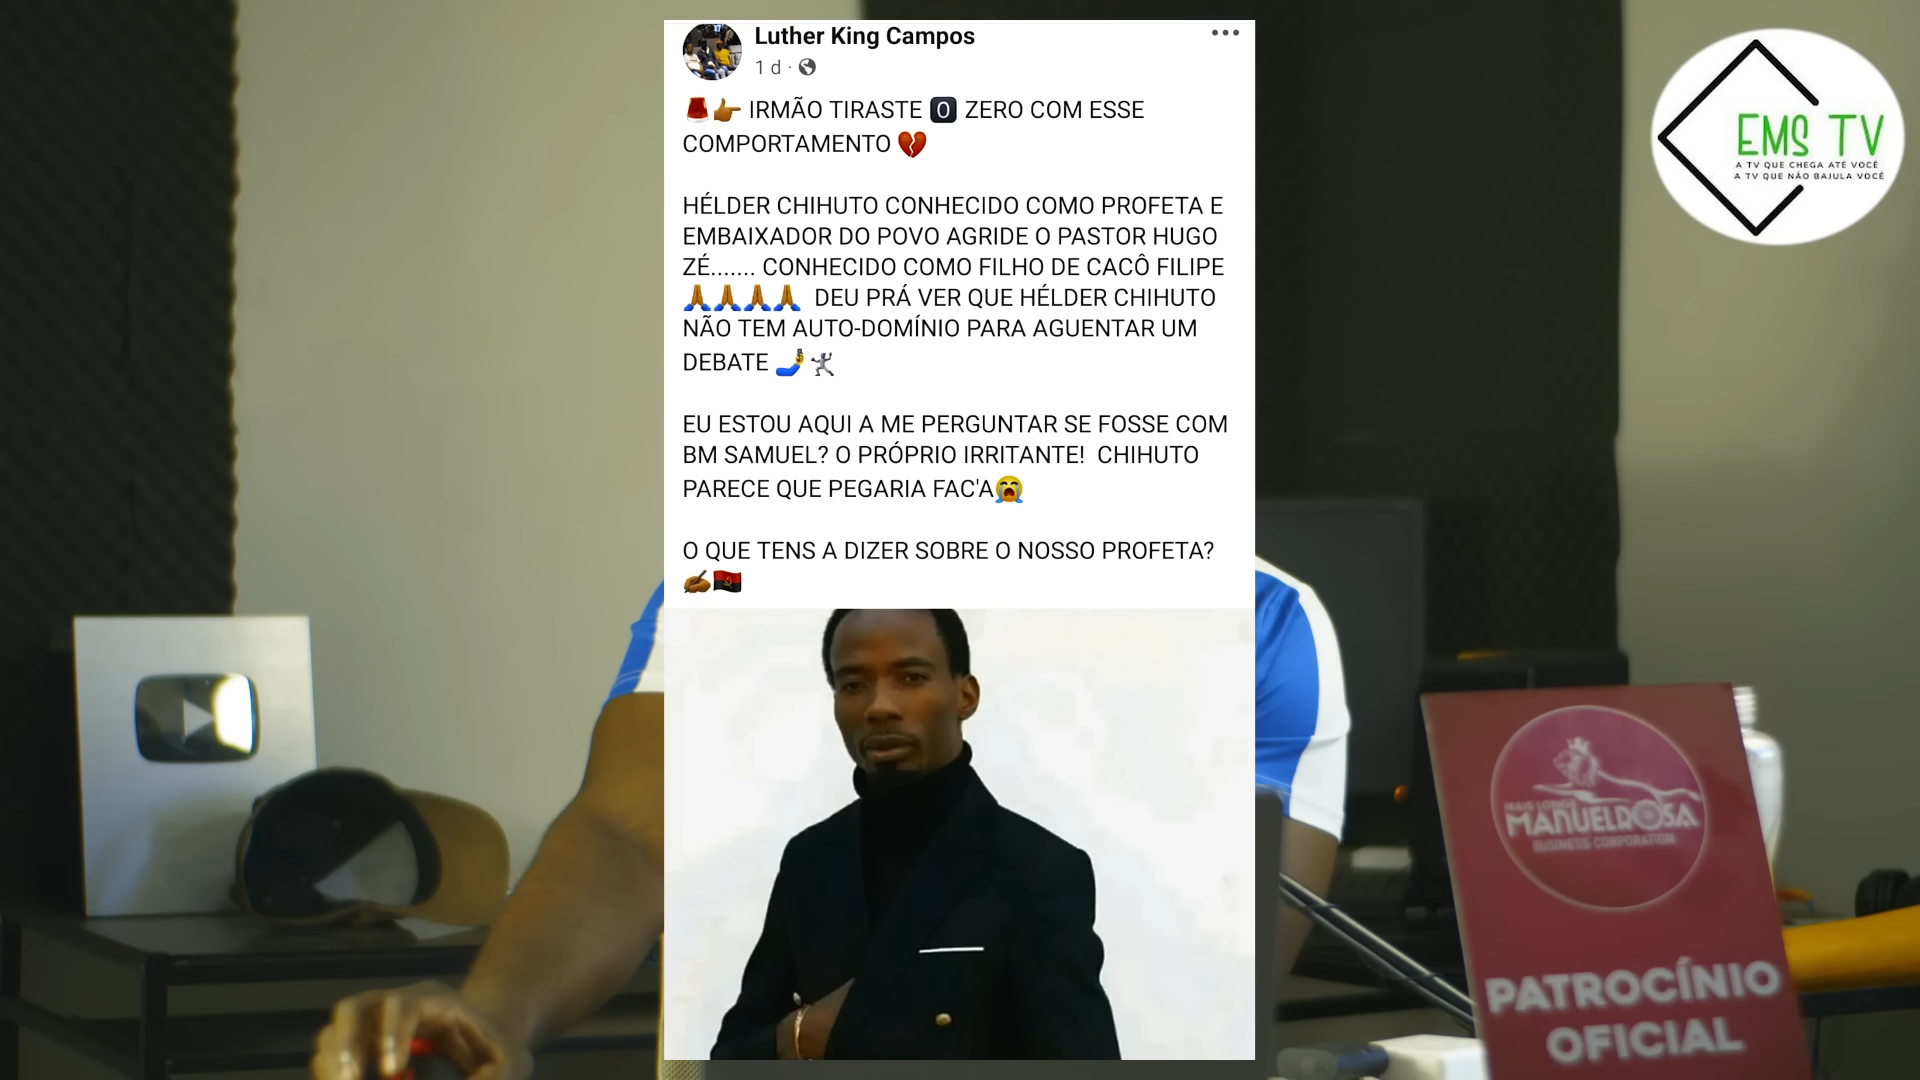 Luther King Campos
1 d ·
IRMÃO TIRASTE 0 ZERO COM ESSE
COMPORTAMENTO 💔
HÉLDER CHIHUTO CONHECIDO COMO PROFETA E
EMBAIXADOR DO POVO AGRIDE O PASTOR HUGO
ZÉ....... CONHECIDO COMO FILHO DE CACÔ FILIPE
🙏🙏🙏🙏 DEU PRÁ VER QUE HÉLDER CHIHUTO
NÃO TEM AUTO-DOMÍNIO PARA AGUENTAR UM
DEBATE 🤳🤺
EU ESTOU AQUI A ME PERGUNTAR SE FOSSE COM
BM SAMUEL? O PRÓPRIO IRRITANTE! CHIHUTO
PARECE QUE PEGARIA FAC'A😭
O QUE TENS A DIZER SOBRE O NOSSO PROFETA?
✍🇦🇴
EMS TV
A TV QUE CHEGA ATÉ VOCÊ
A TV QUE NÃO BAJULA VOCÊ
MAIS LONGE
MANUELROSA
BUSINESS CORPORATION
PATROCÍNIO
OFICIAL